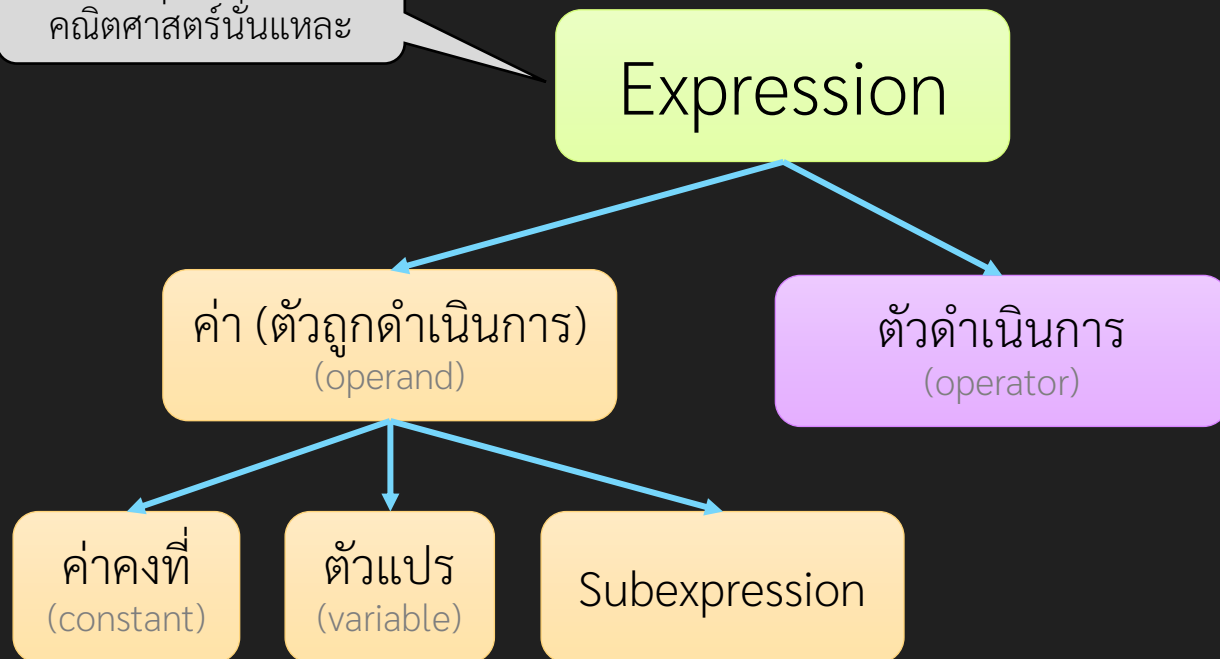 คณิตศาสตร์นั่นแหละ
Expression
ค่า (ตัวถูกดำเนินการ)
(operand)
ตัวดำเนินการ
(operator)
ค่าคงที่
(constant)
ตัวแปร
(variable)
Subexpression